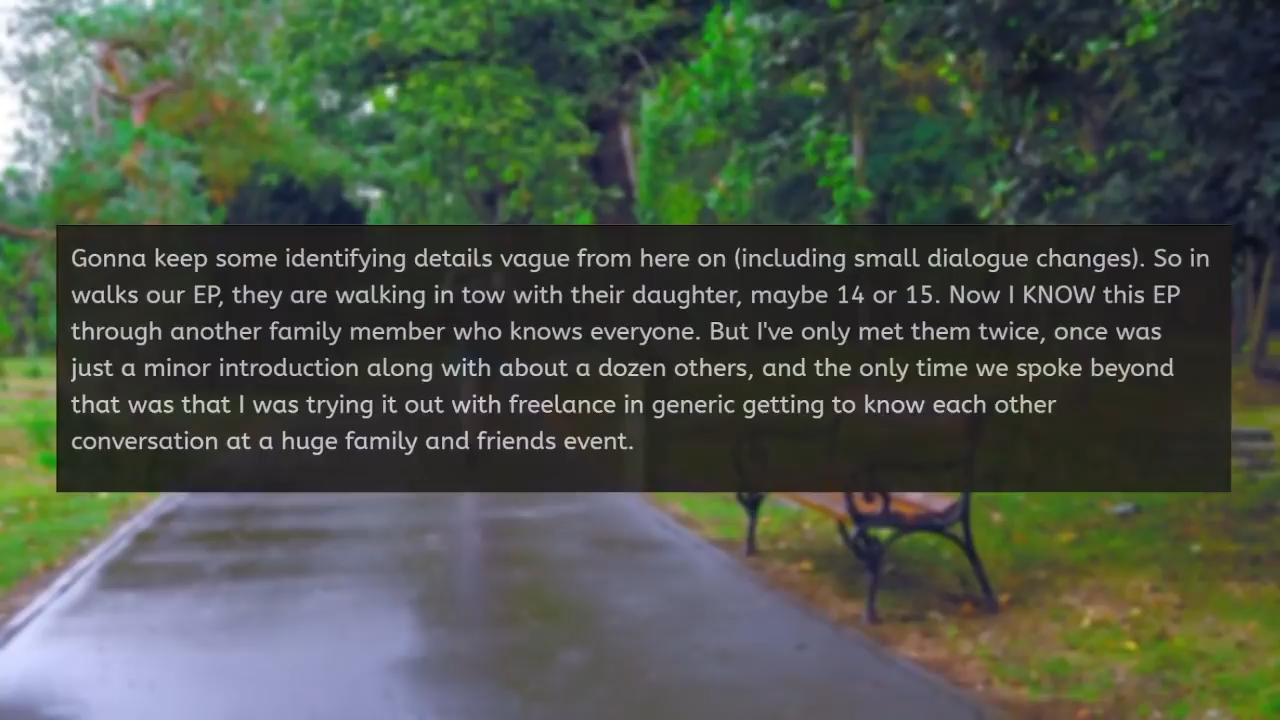 Gonna keep some identifying details vague from here on (including small dialogue changes). So in
walks our EP, they are walking in tow with their daughter, maybe 14 or 15. Now I KNOW this EP
through another family member who knows everyone. But I've only met them twice, once was
just a minor introduction along with about a dozen others, and the only time we spoke beyond
that was that I was trying it out with freelance in generic getting to know each other
conversation at a huge family and friends event.